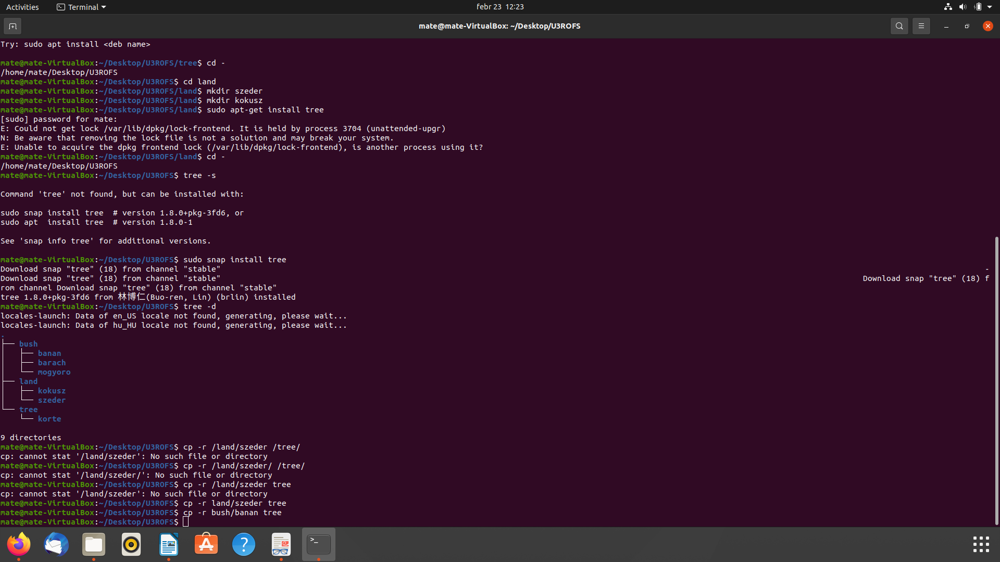 Activities
Terminal
febr 23 12:23
mate@mate-VirtualBox: ~/Desktop/U3ROFS
Try: sudo apt install <deb name>
mate@mate-VirtualBox:~/Desktop/U3ROFS/tree$ cd -
/home/mate/Desktop/U3ROFS
mate@mate-VirtualBox:~/Desktop/U3ROFS$ cd land
mate@mate-VirtualBox:~/Desktop/U3ROFS/land$ mkdir szeder
mate@mate-VirtualBox:~/Desktop/U3ROFS/land$ mkdir kokusz
mate@mate-VirtualBox:~/Desktop/U3ROFS/land$ sudo apt-get install tree
[sudo] password for mate:
E: Could not get lock /var/lib/dpkg/lock-frontend. It is held by process 3704 (unattended-upgr)
N: Be aware that removing the lock file is not a solution and may break your system.
E: Unable to acquire the dpkg frontend lock (/var/lib/dpkg/lock-frontend), is another process using it?
mate@mate-VirtualBox:~/Desktop/U3ROFS/land$ cd -
/home/mate/Desktop/U3ROFS
mate@mate-VirtualBox:~/Desktop/U3ROFS$ tree -s
Command 'tree' not found, but can be installed with:
sudo snap install tree  # version 1.8.0+pkg-3fd6, or
sudo apt  install tree  # version 1.8.0-1
See 'snap info tree' for additional versions.
mate@mate-VirtualBox:~/Desktop/U3ROFS$ sudo snap install tree
Download snap "tree" (18) from channel "stable" -
Download snap "tree" (18) from channel "stable" Download snap "tree" (18) f
rom channel Download snap "tree" (18) from channel "stable"
tree 1.8.0+pkg-3fd6 from 林博仁(Buo-ren, Lin) (brlin) installed
mate@mate-VirtualBox:~/Desktop/U3ROFS$ tree -d
locales-launch: Data of en_US locale not found, generating, please wait...
locales-launch: Data of hu_HU locale not found, generating, please wait...
.
├── bush
│   ├── banan
│   ├── barach
│   └── mogyoro
├── land
│   ├── kokusz
│   └── szeder
└── tree
    └── korte
9 directories
mate@mate-VirtualBox:~/Desktop/U3ROFS$ cp -r /land/szeder /tree/
cp: cannot stat '/land/szeder': No such file or directory
mate@mate-VirtualBox:~/Desktop/U3ROFS$ cp -r /land/szeder/ /tree/
cp: cannot stat '/land/szeder/': No such file or directory
mate@mate-VirtualBox:~/Desktop/U3ROFS$ cp -r /land/szeder tree
cp: cannot stat '/land/szeder': No such file or directory
mate@mate-VirtualBox:~/Desktop/U3ROFS$ cp -r land/szeder tree
mate@mate-VirtualBox:~/Desktop/U3ROFS$ cp -r bush/banan tree
mate@mate-VirtualBox:~/Desktop/U3ROFS$